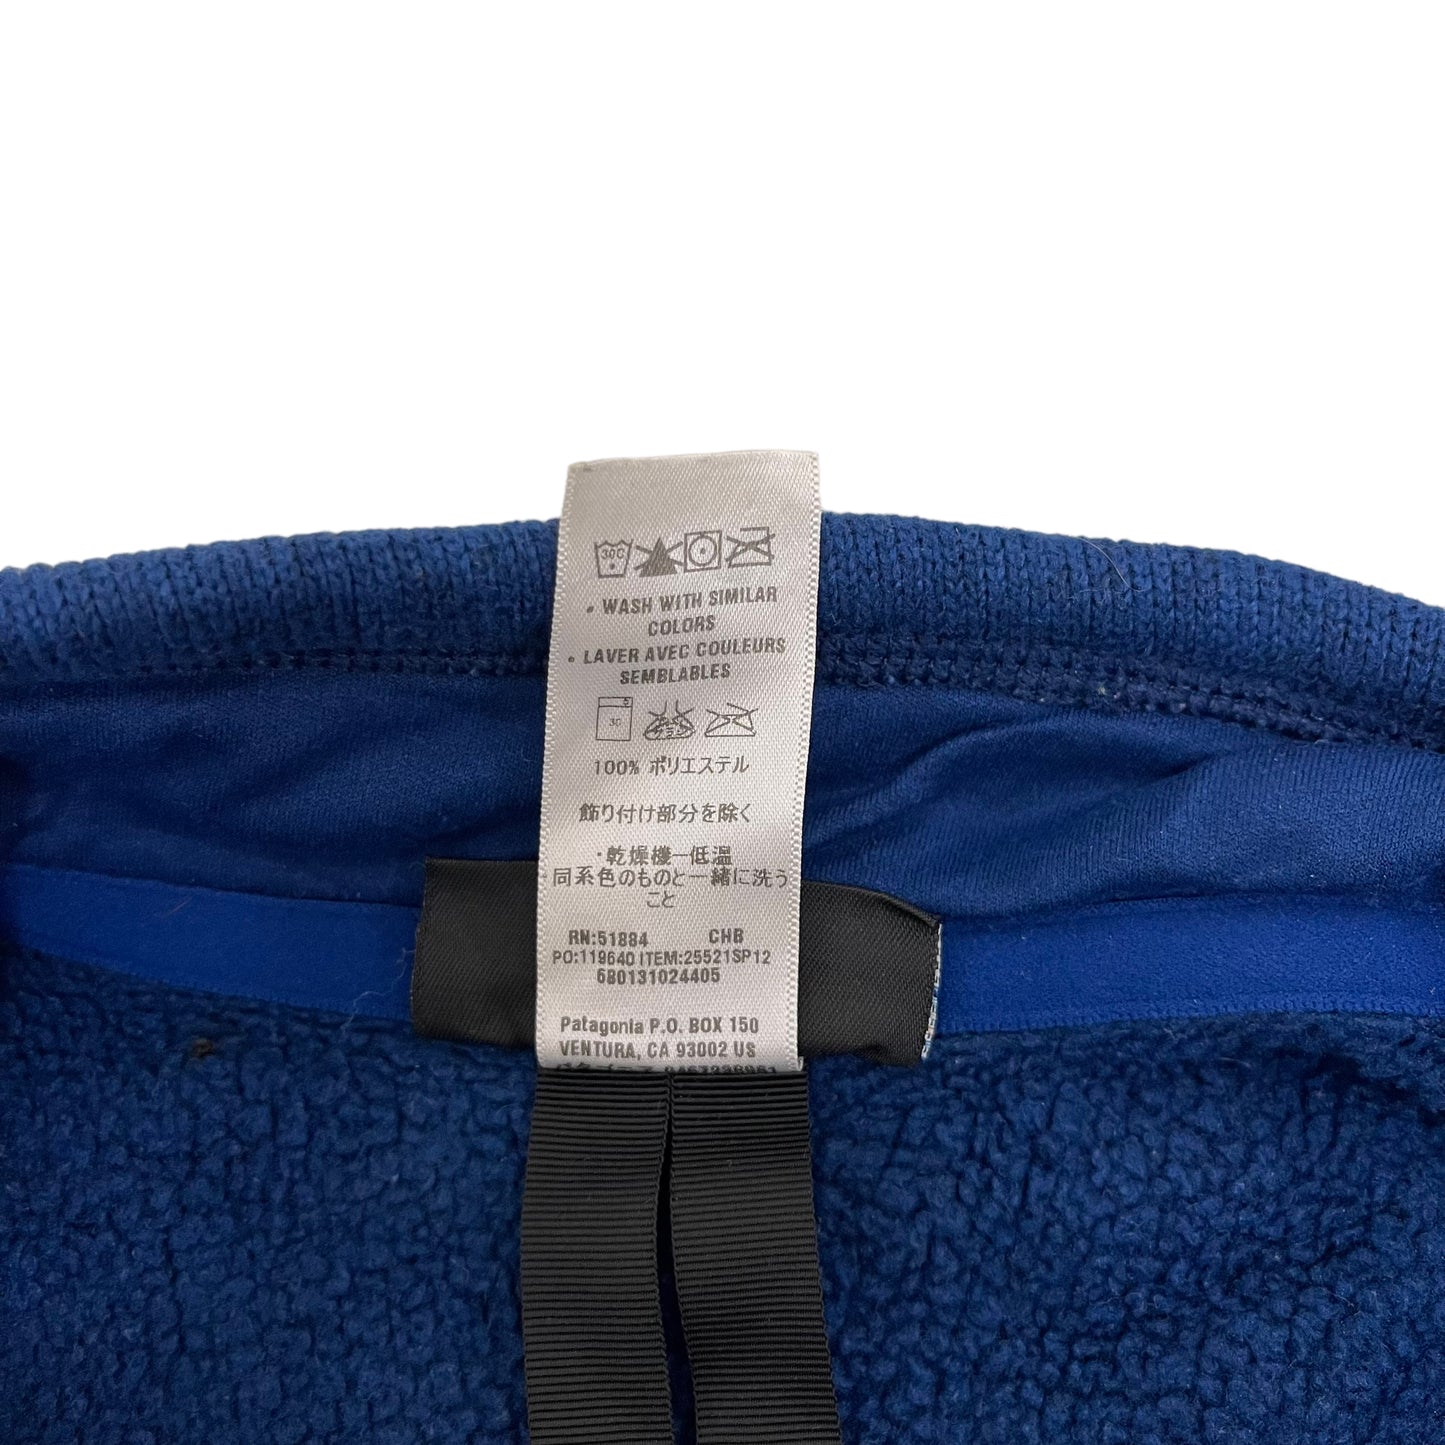 30C
• WASH WITH SIMILAR
COLORS
• LAVER AVEC COULEURS
SEMBLABLES
30
100% ポリエステル
飾り付け部分を除く
・乾燥機一低温
同系色のものと一緒に洗う
こと
RN:51884 CHB
PO:119640 ITEM:25521SP12
680131024405
Patagonia P.O. BOX 150
VENTURA, CA 93002 US